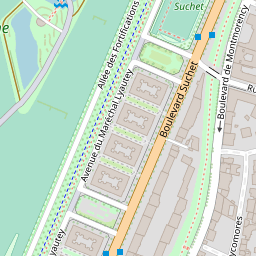 Suchet
Allée des Fortifications
Boulevard de Montmorency
Avenue du Maréchal Lyautey
Boulevard Suchet
Lyautey